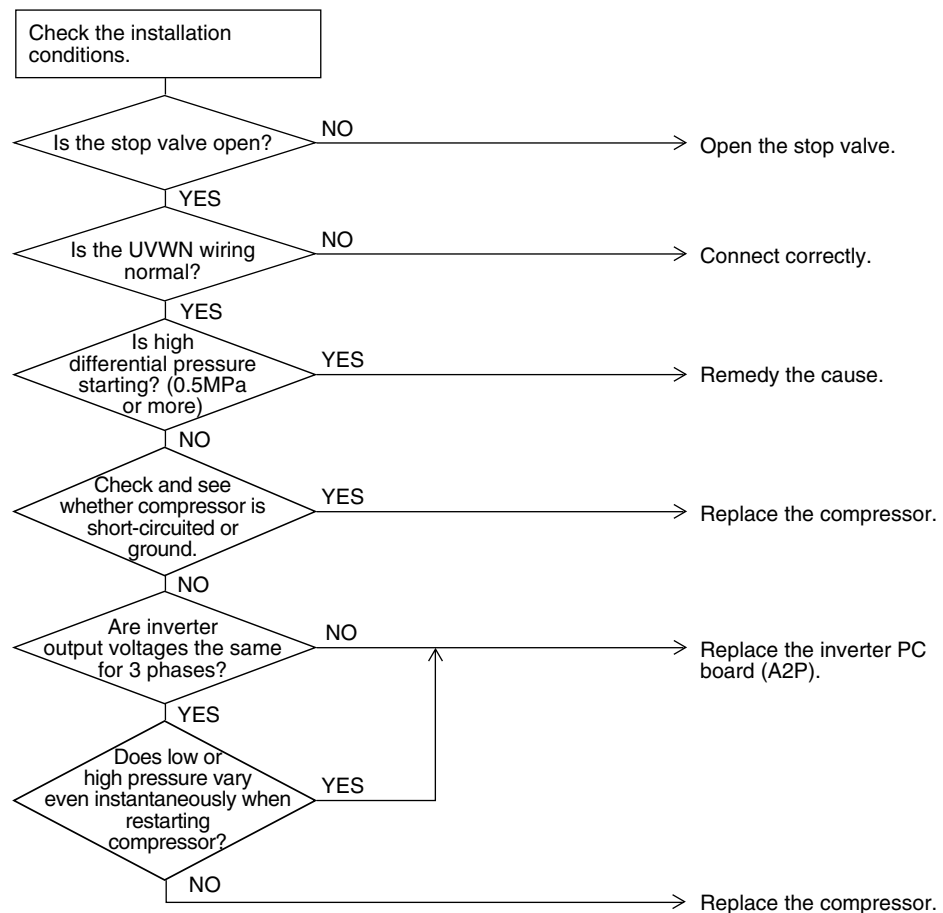 Check the installation
conditions.
Is the stop valve open?
NO
Open the stop valve.
YES
Is the UVWN wiring
normal?
NO
Connect correctly.
YES
Is high
differential pressure
starting? (0.5MPa
or more)
YES
Remedy the cause.
NO
Check and see
whether compressor is
short-circuited or
ground.
YES
Replace the compressor.
NO
Are inverter
output voltages the same
for 3 phases?
NO
Replace the inverter PC
board (A2P).
YES
Does low or
high pressure vary
even instantaneously when
restarting
compressor?
YES
NO
Replace the compressor.